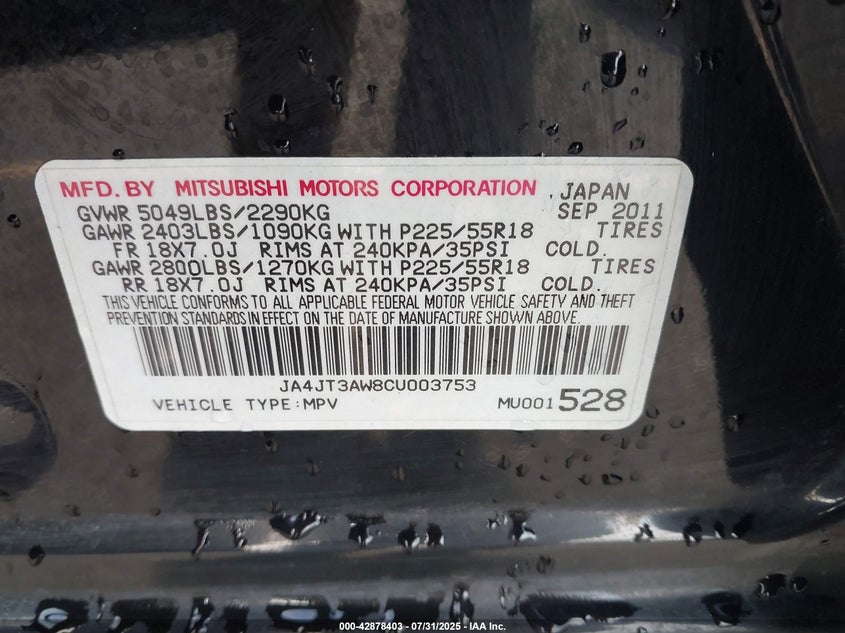 MFD. BY MITSUBISHI MOTORS CORPORATION . JAPAN
GVWR 5049LBS/2290KG SEP 2011
GAWR 2403LBS/1090KG WITH P225/55R18 TIRES
FR 18X7.0J RIMS AT 240KPA/35PSI COLD.
GAWR 2800LBS/1270KG WITH P225/55R18 TIRES
RR 18X7.0J RIMS AT 240KPA/35PSI COLD.
THIS VEHICLE CONFORMS TO ALL APPLICABLE FEDERAL MOTOR VEHICLE SAFETY AND THEFT
PREVENTION STANDARDS IN EFFECT ON THE DATE OF MANUFACTURE SHOWN ABOVE.
JA4JT3AW8CU003753
VEHICLE TYPE:MPV MU001528
000-42878403 - 07/31/2025 - IAA Inc.